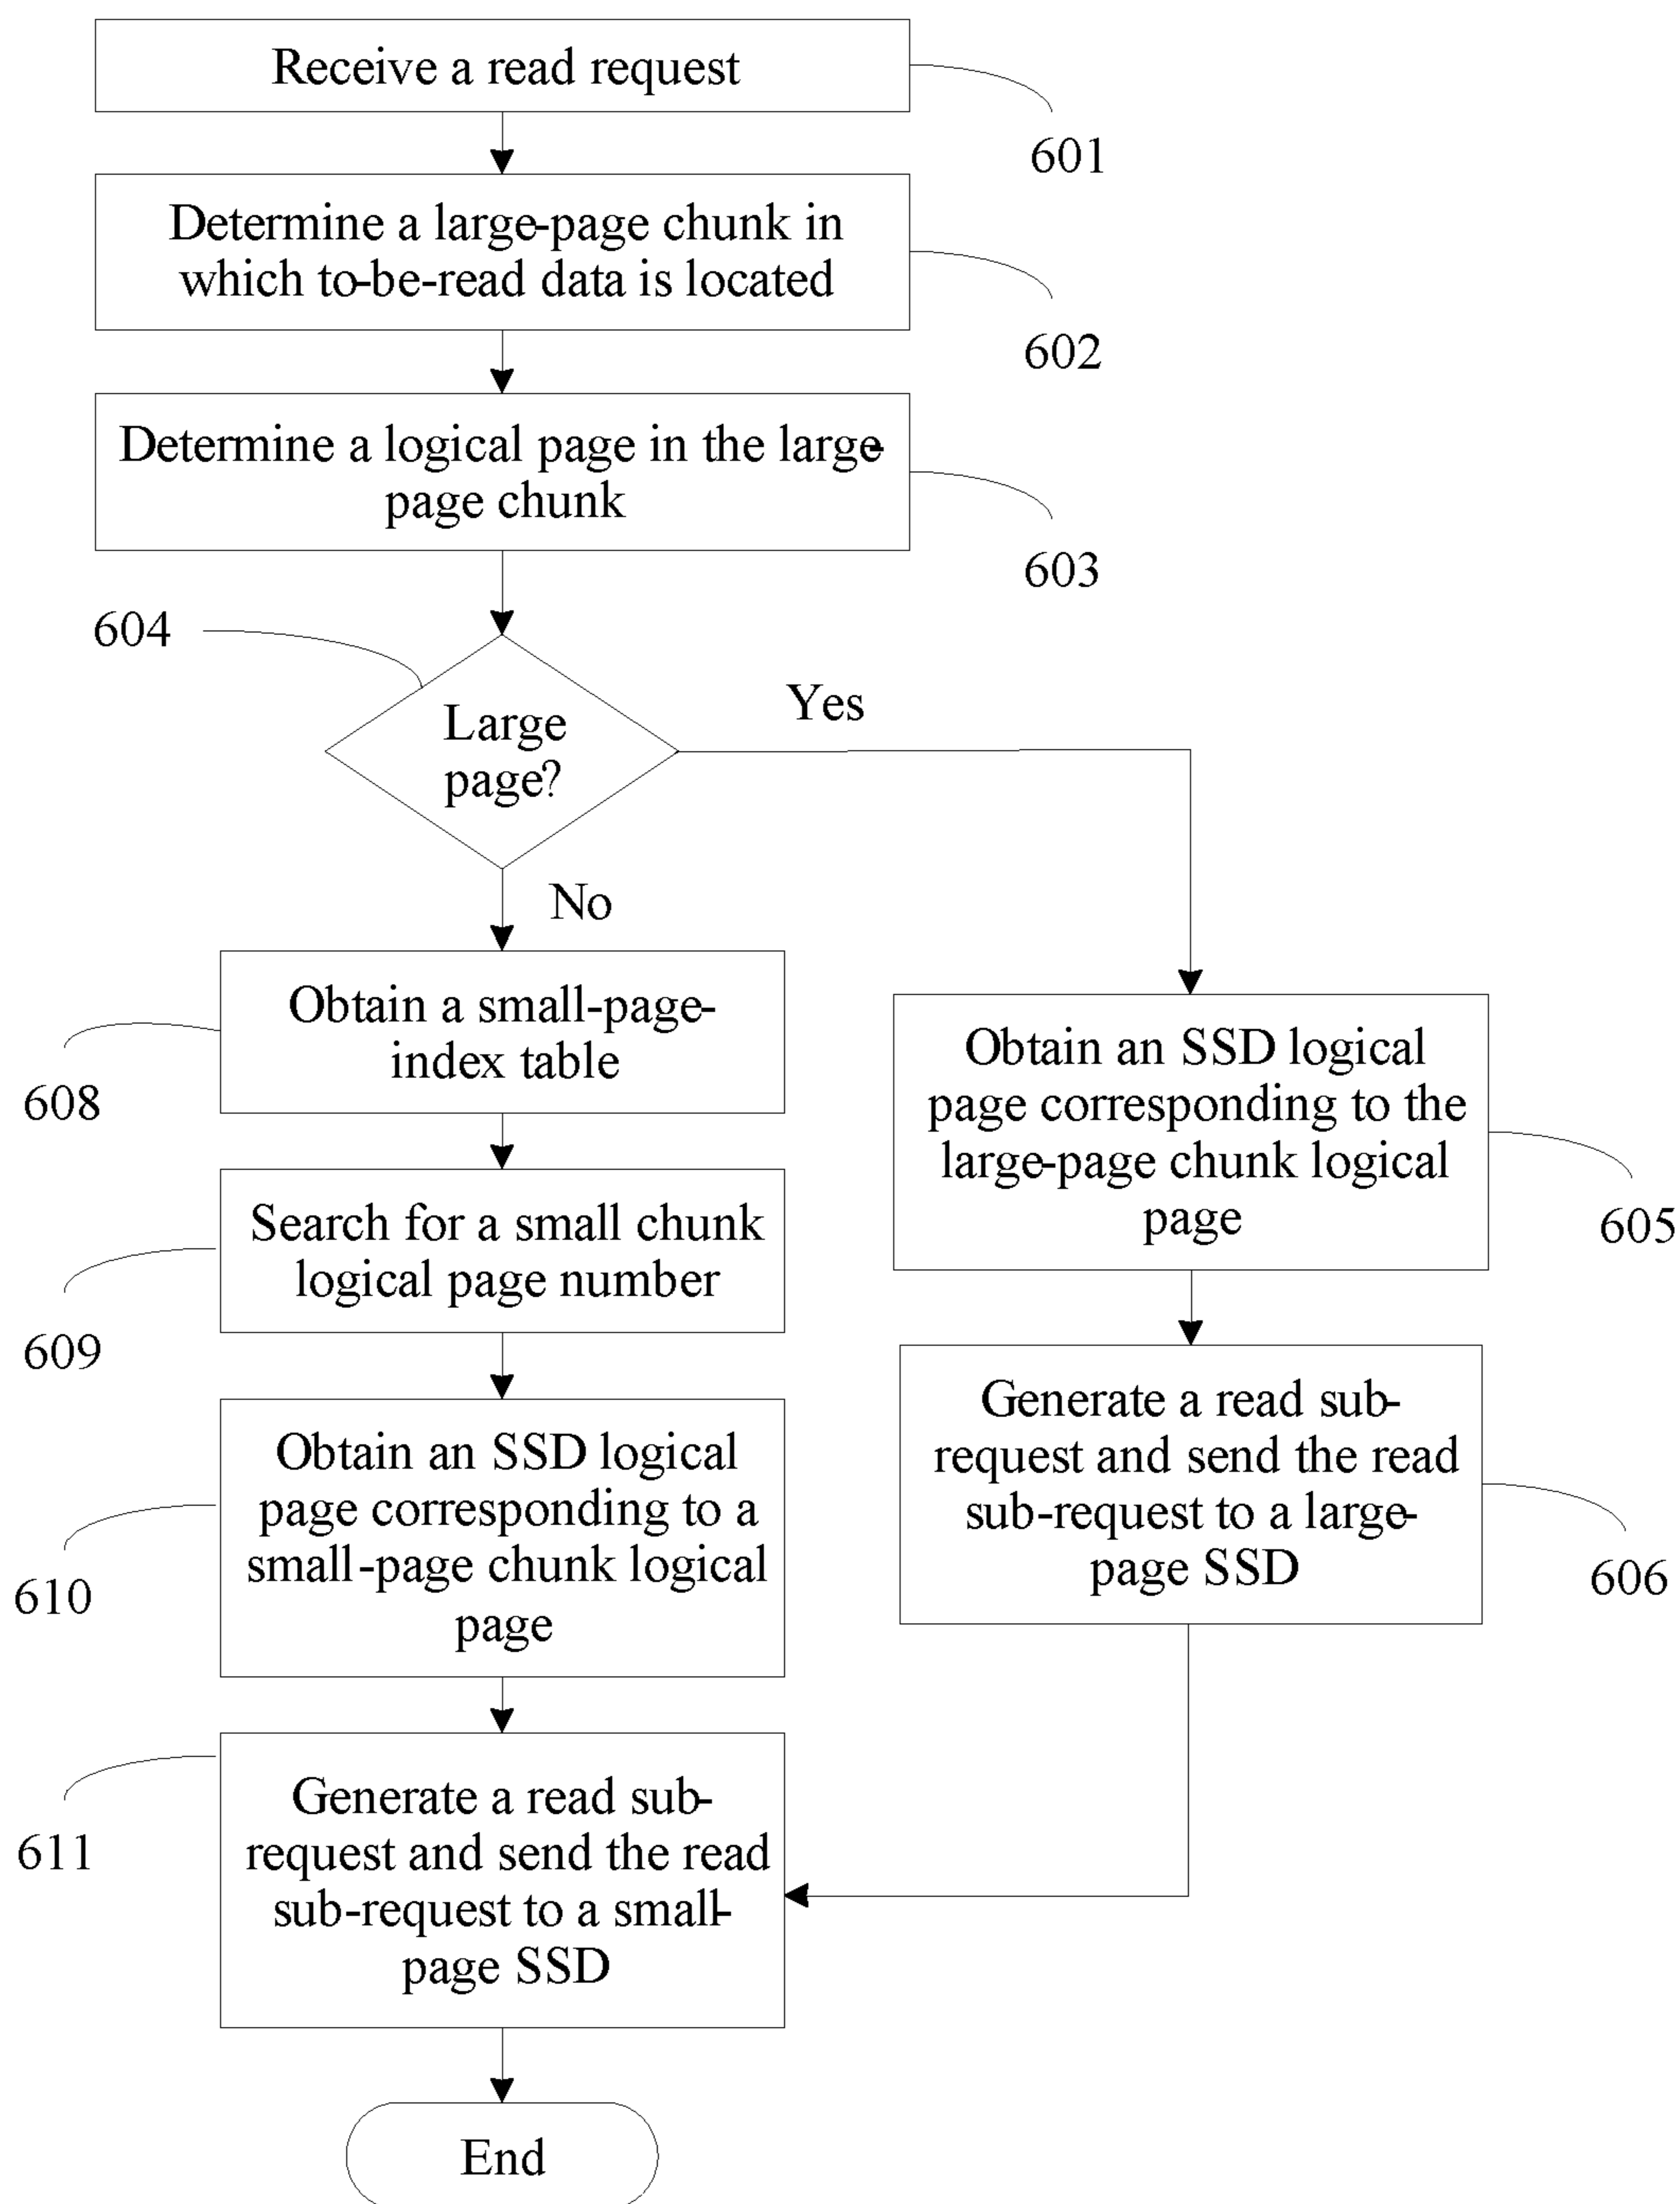 Receive a read request
601
Determine a large-page chunk in
which to-be-read data is located
602
Determine a logical page in the large-
page chunk
603
604
Large
page?
Yes
No
Obtain a small-page-
index table
608
Obtain an SSD logical
page corresponding to the
large-page chunk logical
page
605
Search for a small chunk
logical page number
609
Generate a read sub-
request and send the read
sub-request to a large-
page SSD
606
Obtain an SSD logical
page corresponding to a
small-page chunk logical
page
610
Generate a read sub-
request and send the read
sub-request to a small-
page SSD
611
End